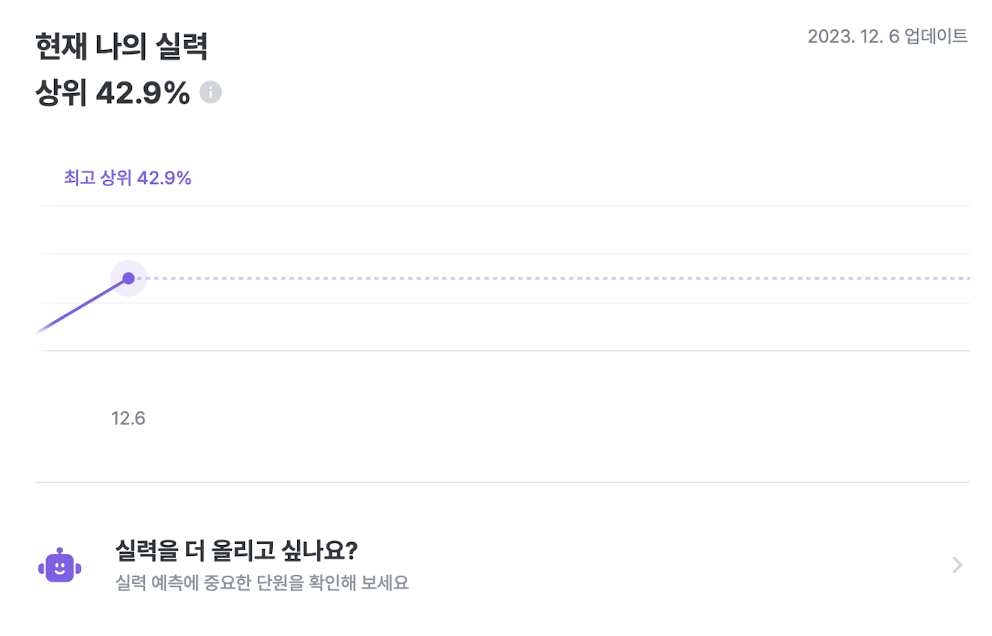 현재 나의 실력
2023. 12. 6 업데이트
상위 42.9%
최고 상위 42.9%
12.6
실력을 더 올리고 싶나요?
실력 예측에 중요한 단원을 확인해 보세요